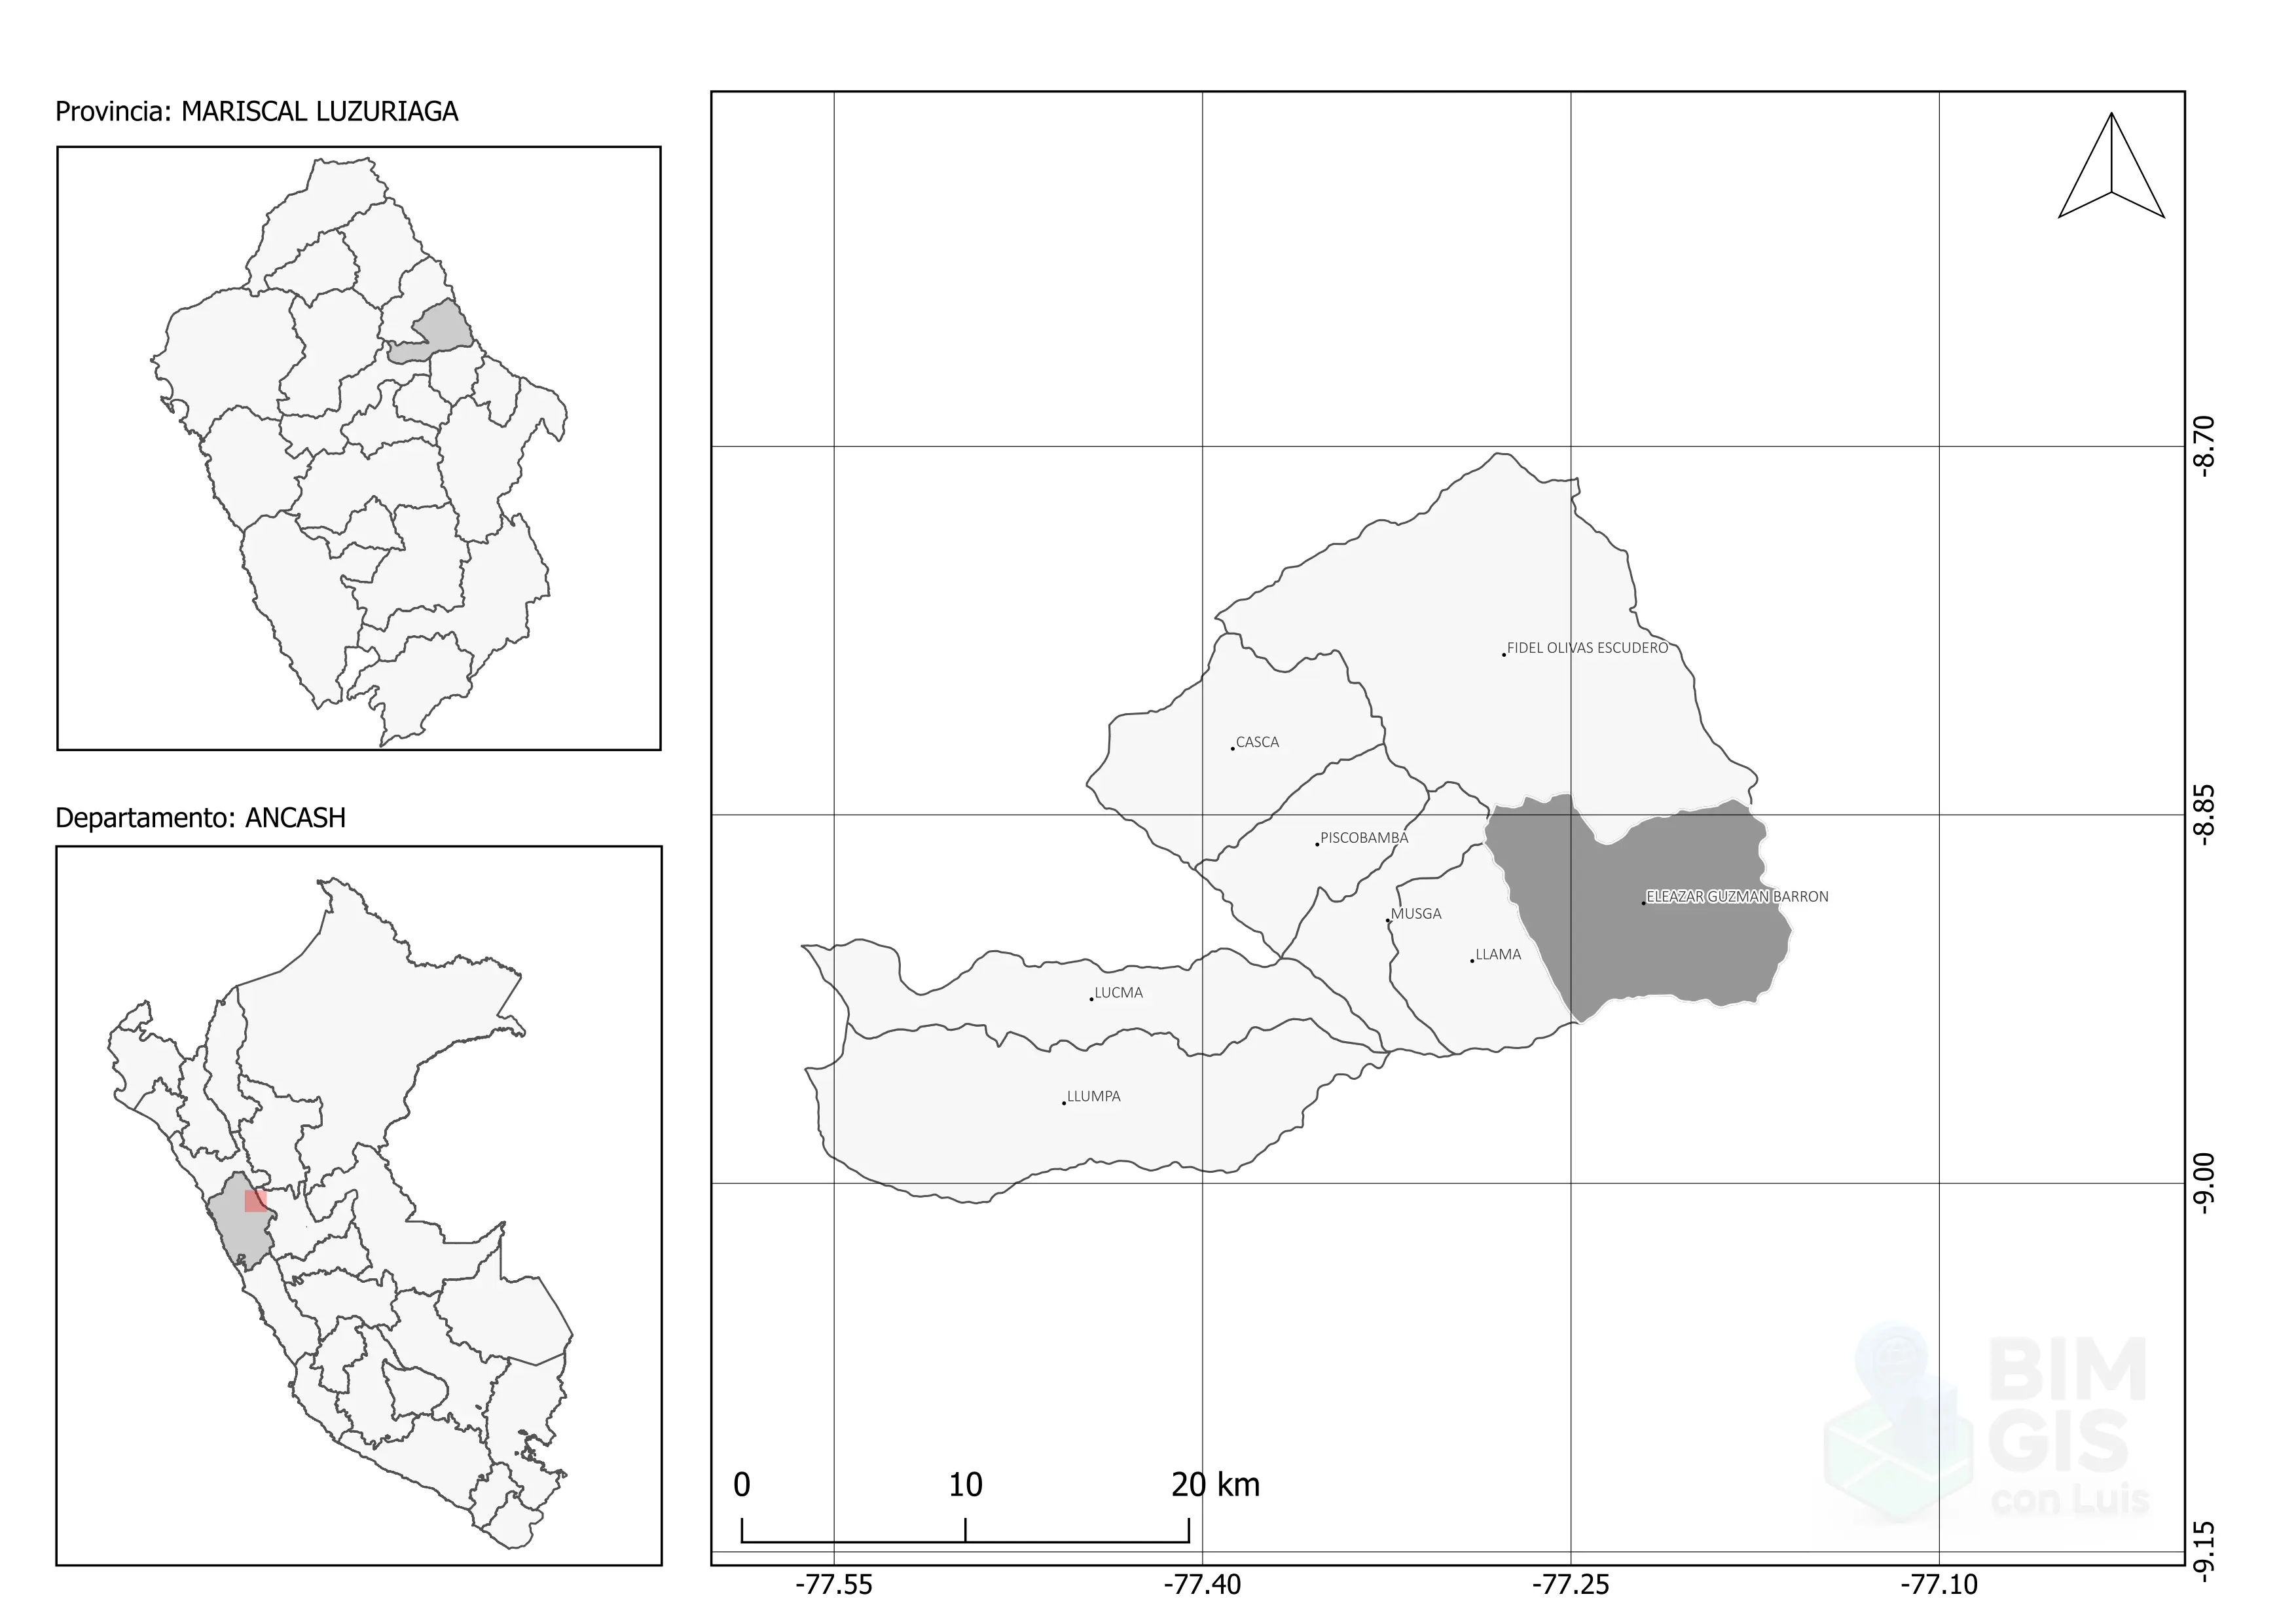 Provincia: MARISCAL LUZURIAGA
Departamento: ANCASH
FIDEL OLIVAS ESCUDERO
CASCA
PISCOBAMBA
ELEAZAR GUZMAN BARRON
MUSGA
LLAMA
LUCMA
LLUMPA
-8.70
-8.85
-9.00
-9.15
0 10 20 km
-77.55 -77.40 -77.25 -77.10
BIM
GIS
con Luis